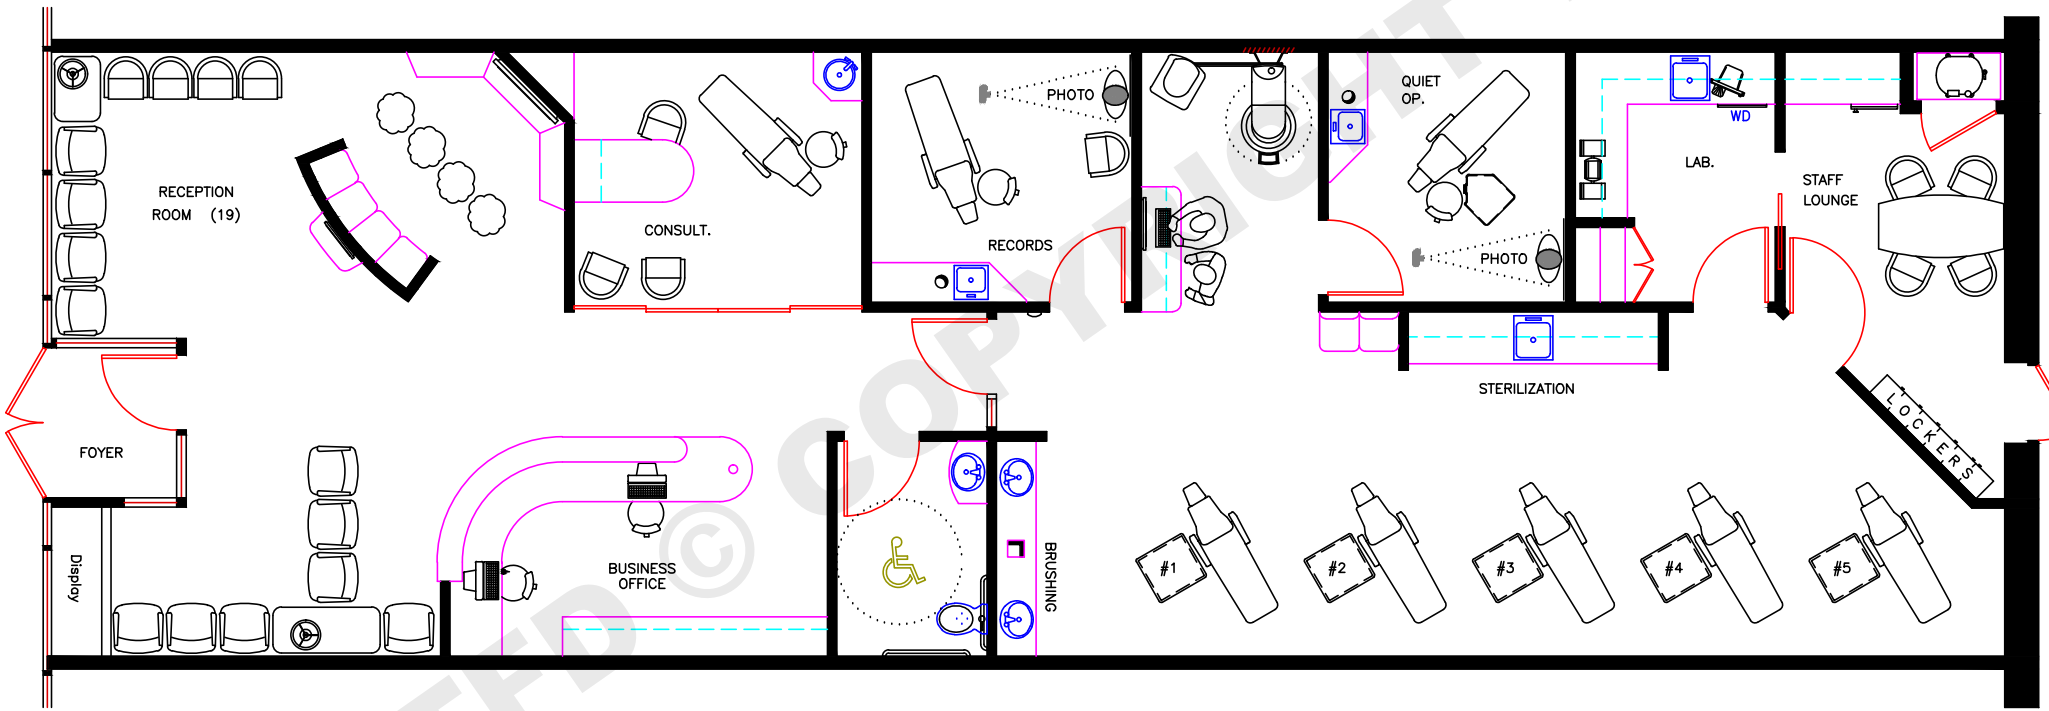 RECEPTION
ROOM (19)
CONSULT.
PHOTO
RECORDS
QUIET
OP.
PHOTO
WD
LAB.
STAFF
LOUNGE
STERILIZATION
LOCKERS
FOYER
Display
BUSINESS
OFFICE
BRUSHING
#1
#2
#3
#4
#5
© COPYRIGHT